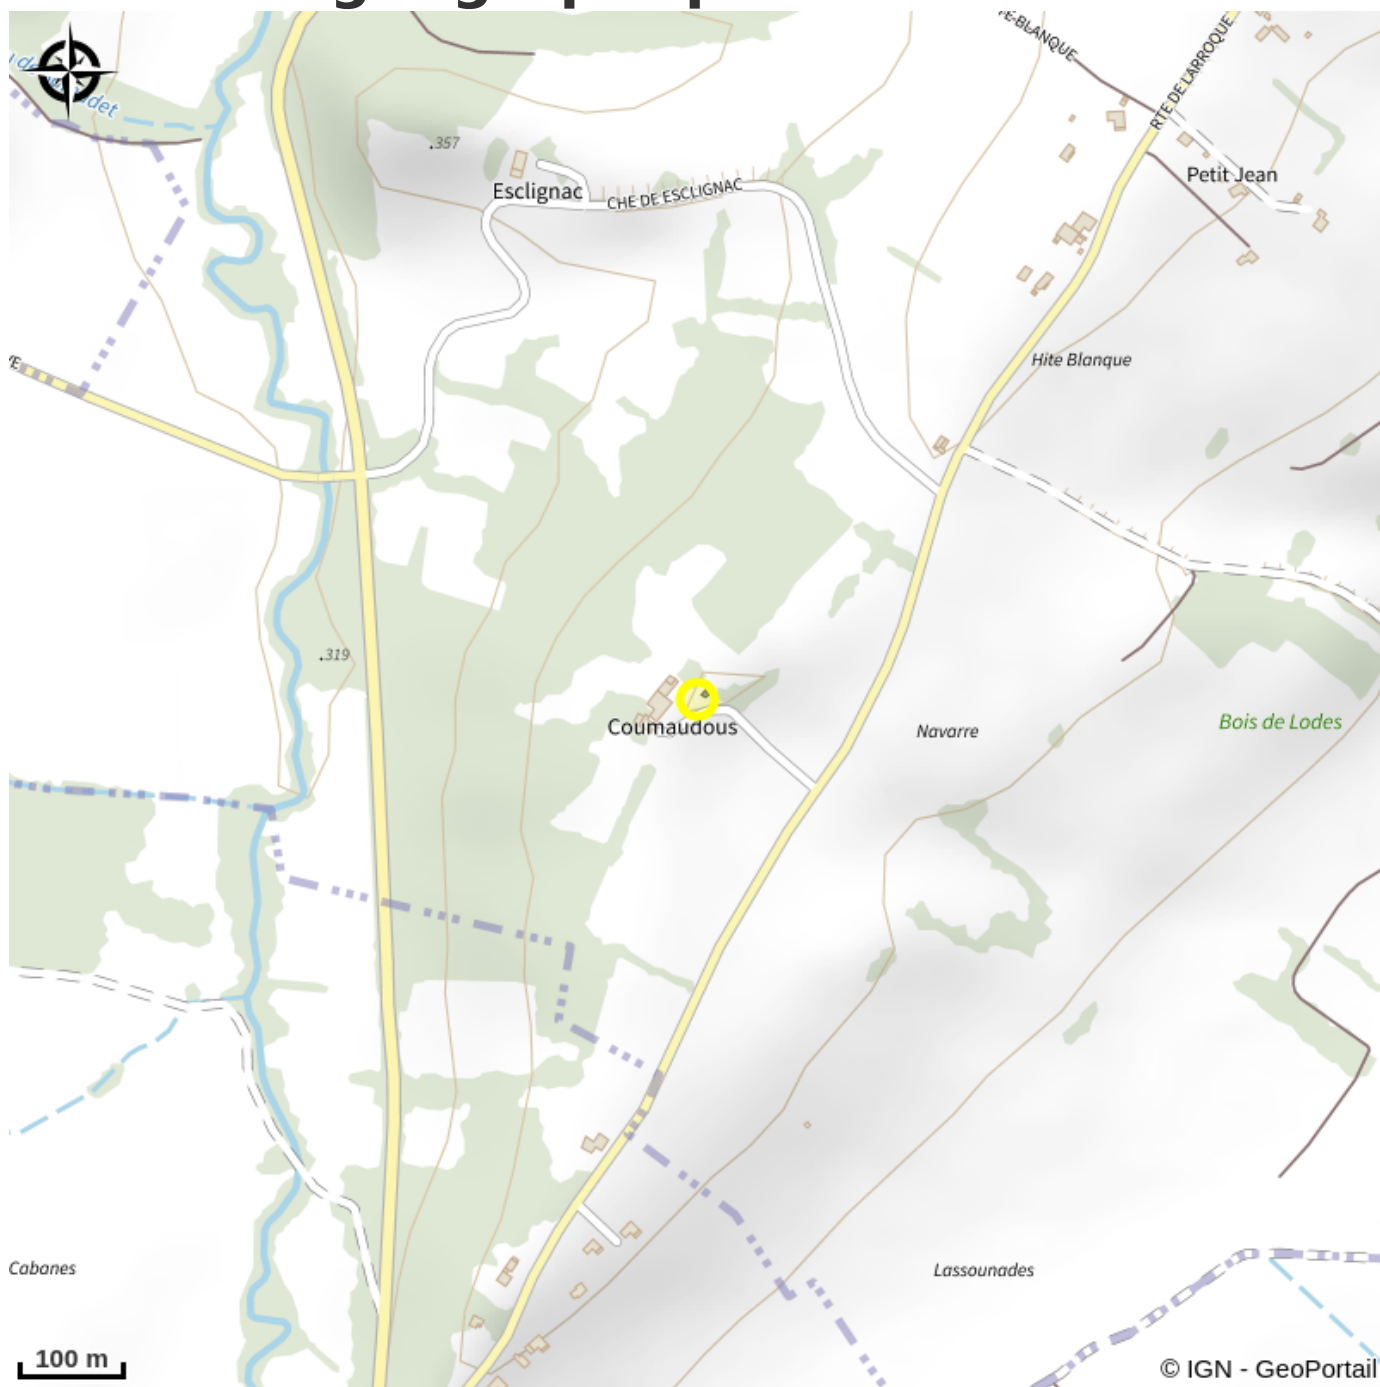 RTE DE LARROQUE
.357
Esclignac
CHE DE ESCLIGNAC
Petit Jean
Hite Blanque
.319
Coumaudous
Navarre
Bois de Lodes
Cabanes
Lassounades
100 m
© IGN - GeoPortail